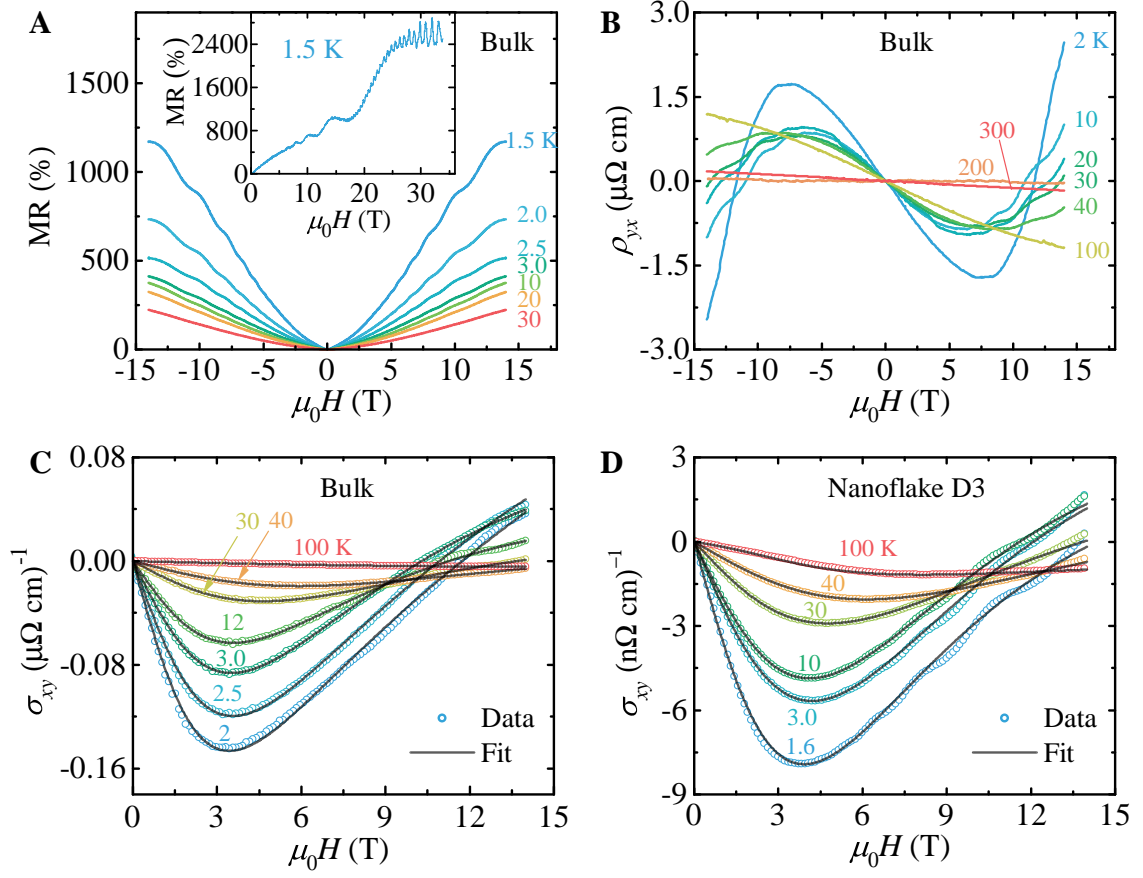 A
Bulk
1.5 K
MR (%)
2400
1600
800
0
0
10
20
30
μ0H (T)
MR (%)
1500
1000
500
0
1.5 K
2.0
2.5
3.0
10
20
30
-15
-10
-5
0
5
10
15
μ0H (T)
B
Bulk
ρyx (μΩ cm)
3.0
1.5
0.0
-1.5
-3.0
2 K
10
20
30
40
100
300
200
-15
-10
-5
0
5
10
15
μ0H (T)
C
Bulk
σxy (μΩ cm)⁻¹
0.08
0.00
-0.08
-0.16
30
40
100 K
12
3.0
2.5
2
Data
Fit
0
3
6
9
12
15
μ0H (T)
D
Nanoflake D3
σxy (nΩ cm)⁻¹
3
0
-3
-6
-9
100 K
40
30
10
3.0
1.6
Data
Fit
0
3
6
9
12
15
μ0H (T)